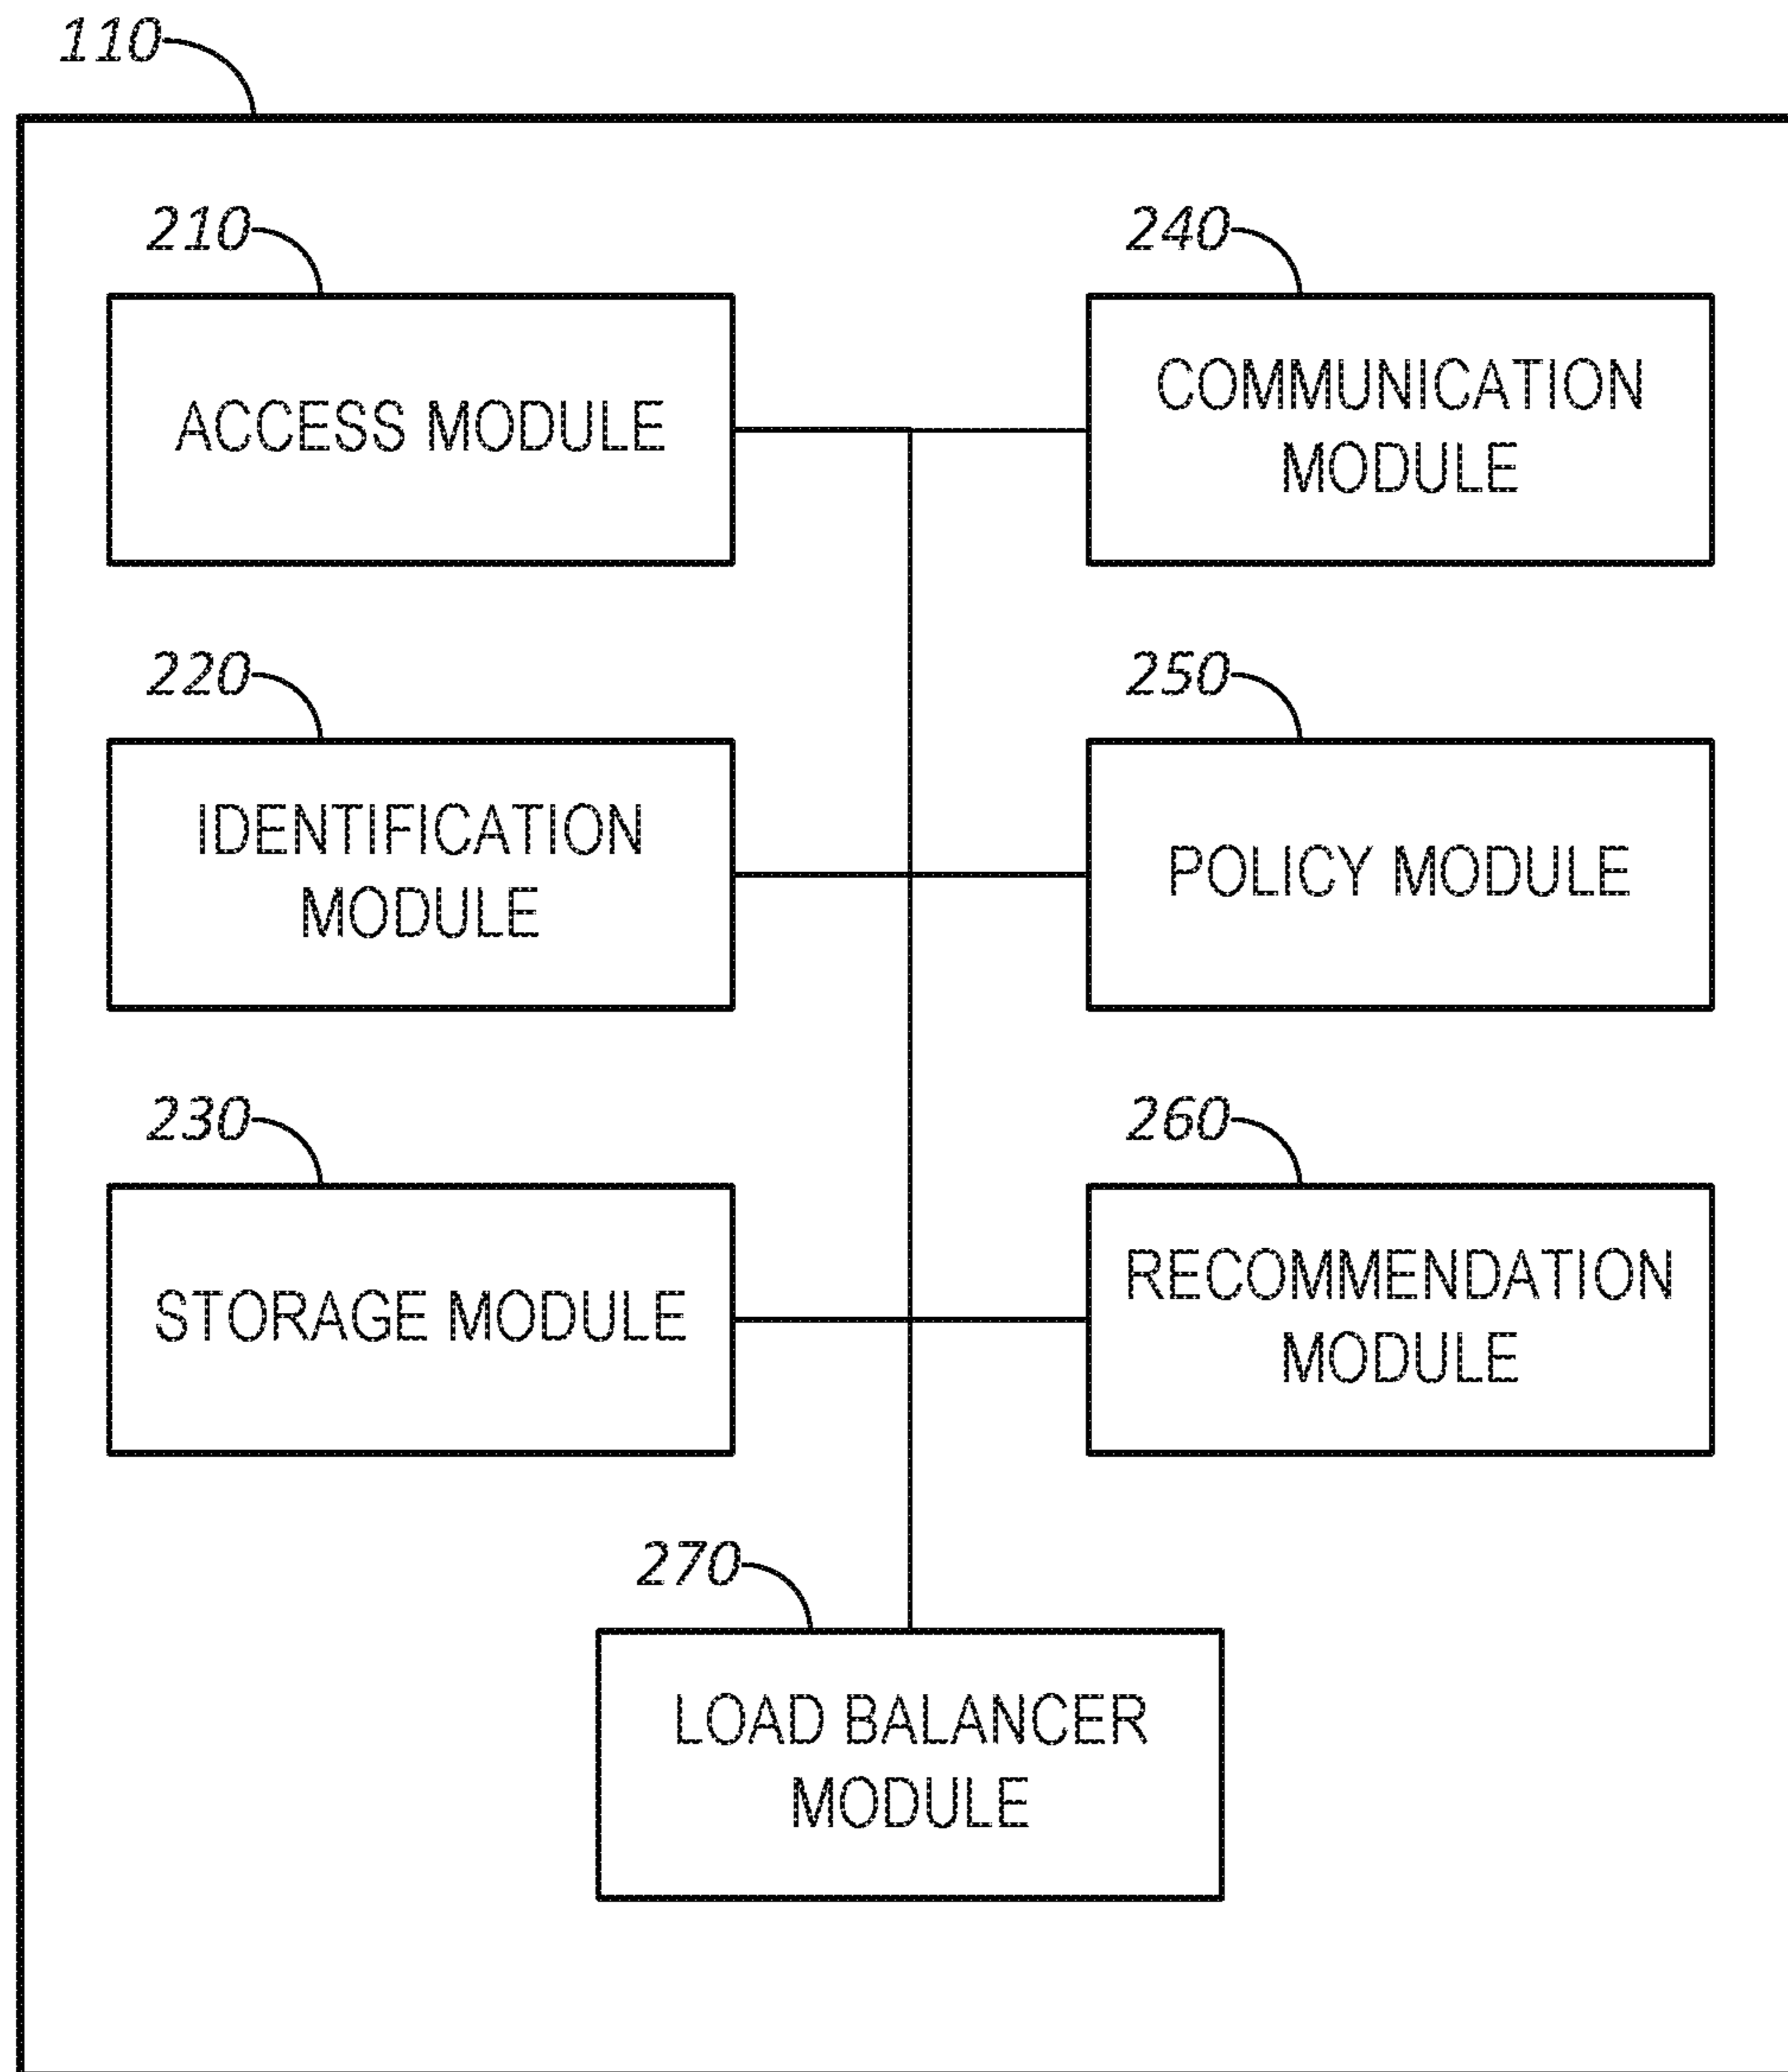 110
210
ACCESS MODULE
240
COMMUNICATION
MODULE
220
IDENTIFICATION
MODULE
250
POLICY MODULE
230
STORAGE MODULE
260
RECOMMENDATION
MODULE
270
LOAD BALANCER
MODULE